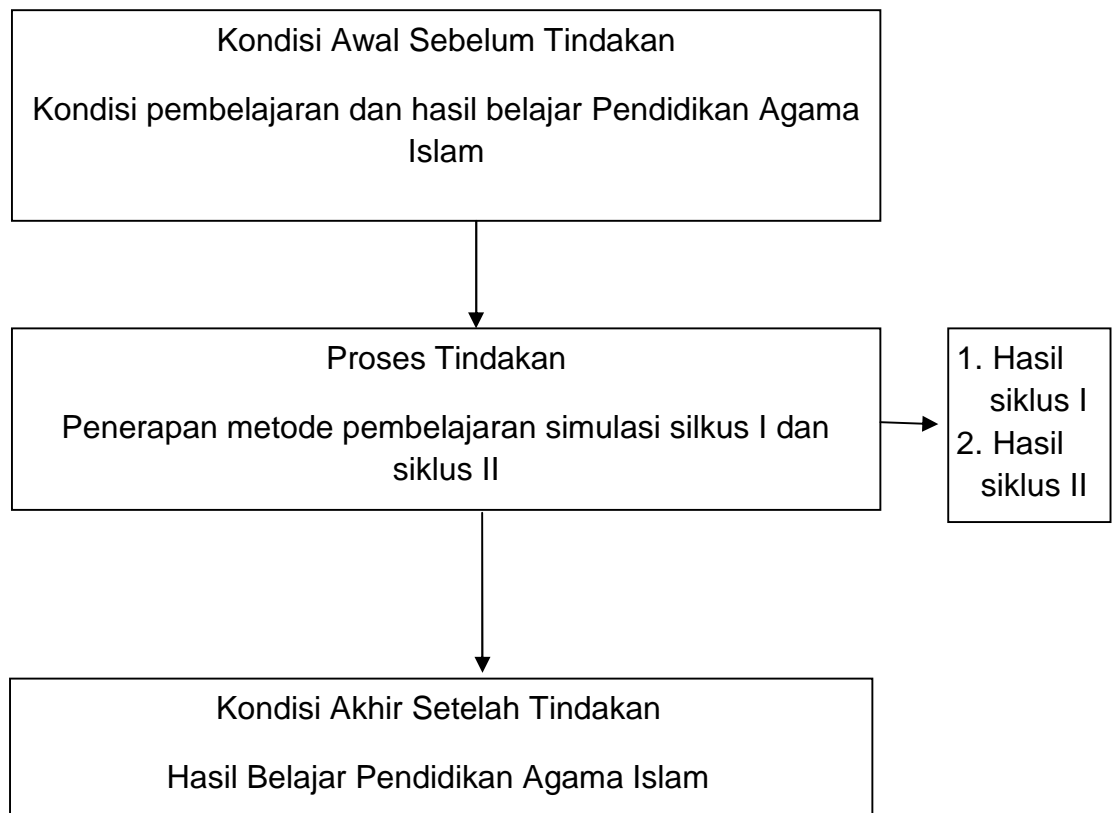 Kondisi Awal Sebelum Tindakan
Kondisi pembelajaran dan hasil belajar Pendidikan Agama
Islam
Proses Tindakan
Penerapan metode pembelajaran simulasi silkus I dan
siklus II
1. Hasil
siklus I
2. Hasil
siklus II
Kondisi Akhir Setelah Tindakan
Hasil Belajar Pendidikan Agama Islam